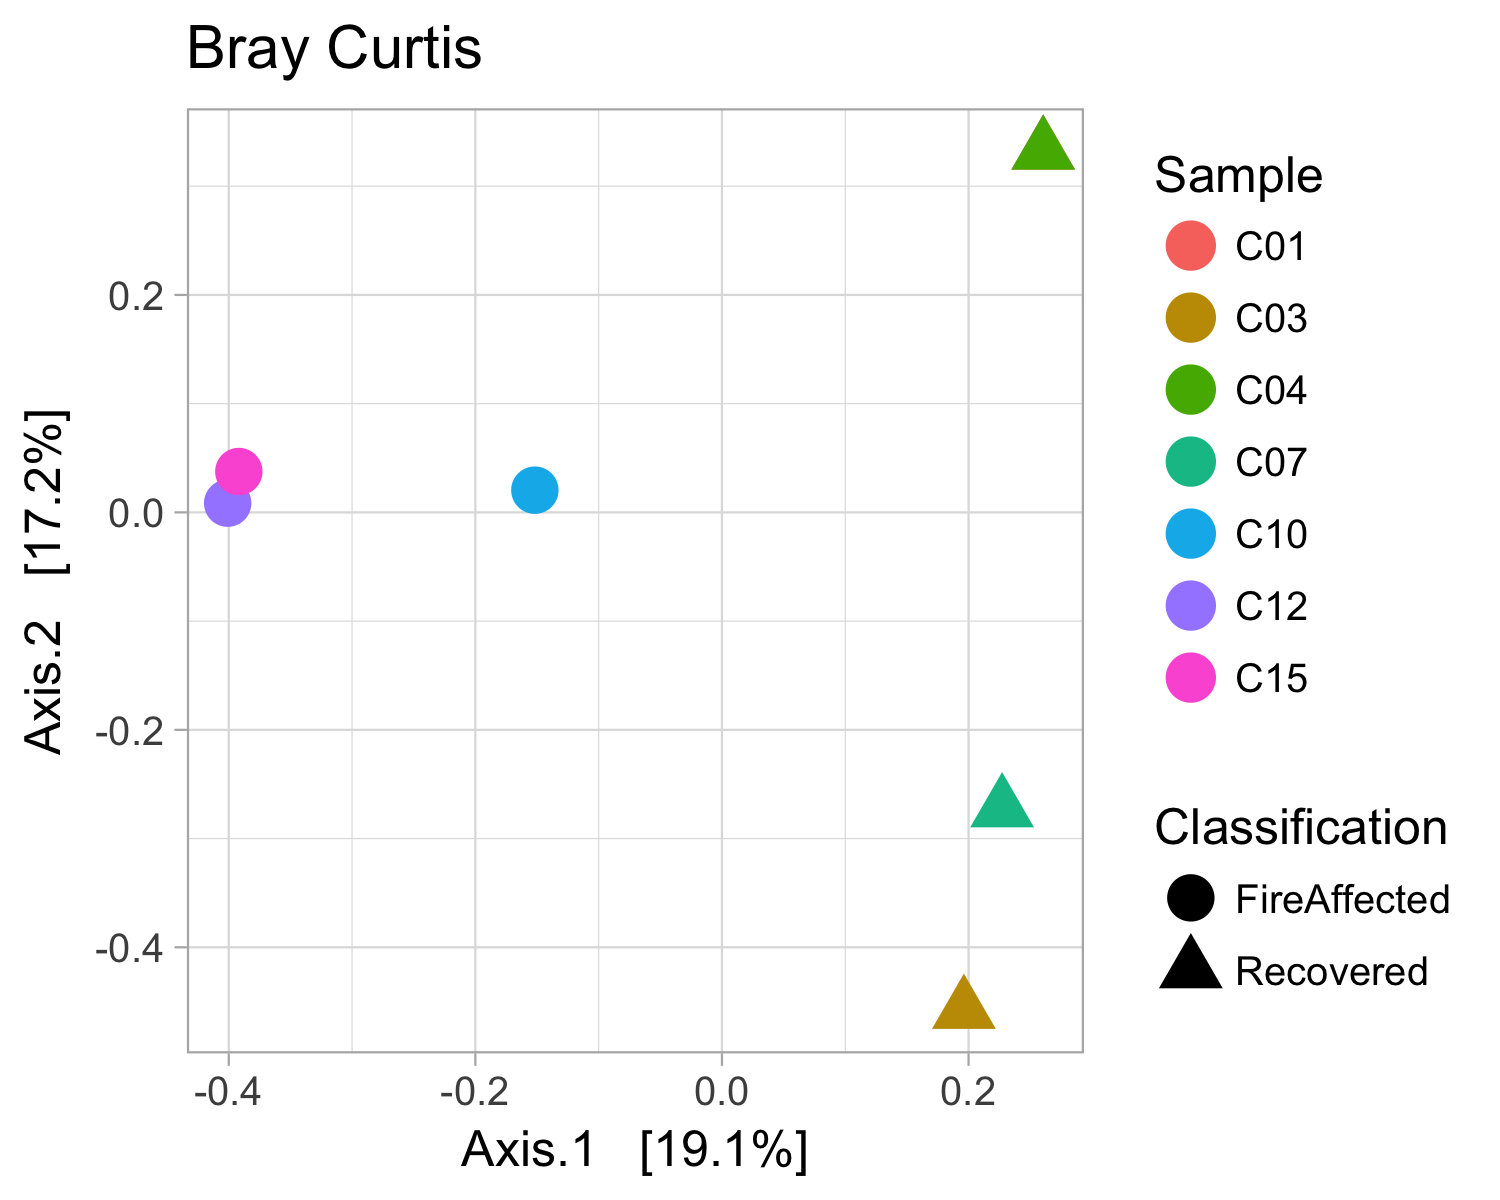 Bray Curtis
Axis.2 [17.2%]
0.2
0.0
-0.2
-0.4
-0.4
-0.2
0.0
0.2
Axis.1 [19.1%]
Sample
C01
C03
C04
C07
C10
C12
C15
Classification
FireAffected
Recovered